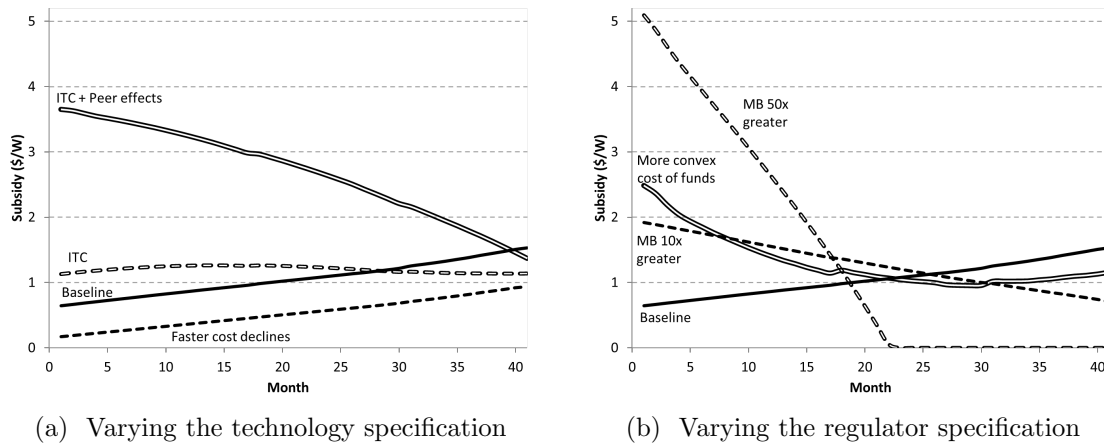 5
4
3
2
1
0
Subsidy ($/W)
ITC + Peer effects
ITC
Baseline
Faster cost declines
0 5 10 15 20 25 30 35 40
Month
(a) Varying the technology specification
5
4
3
2
1
0
Subsidy ($/W)
MB 50x
greater
More convex
cost of funds
MB 10x
greater
Baseline
0 5 10 15 20 25 30 35 40
Month
(b) Varying the regulator specification